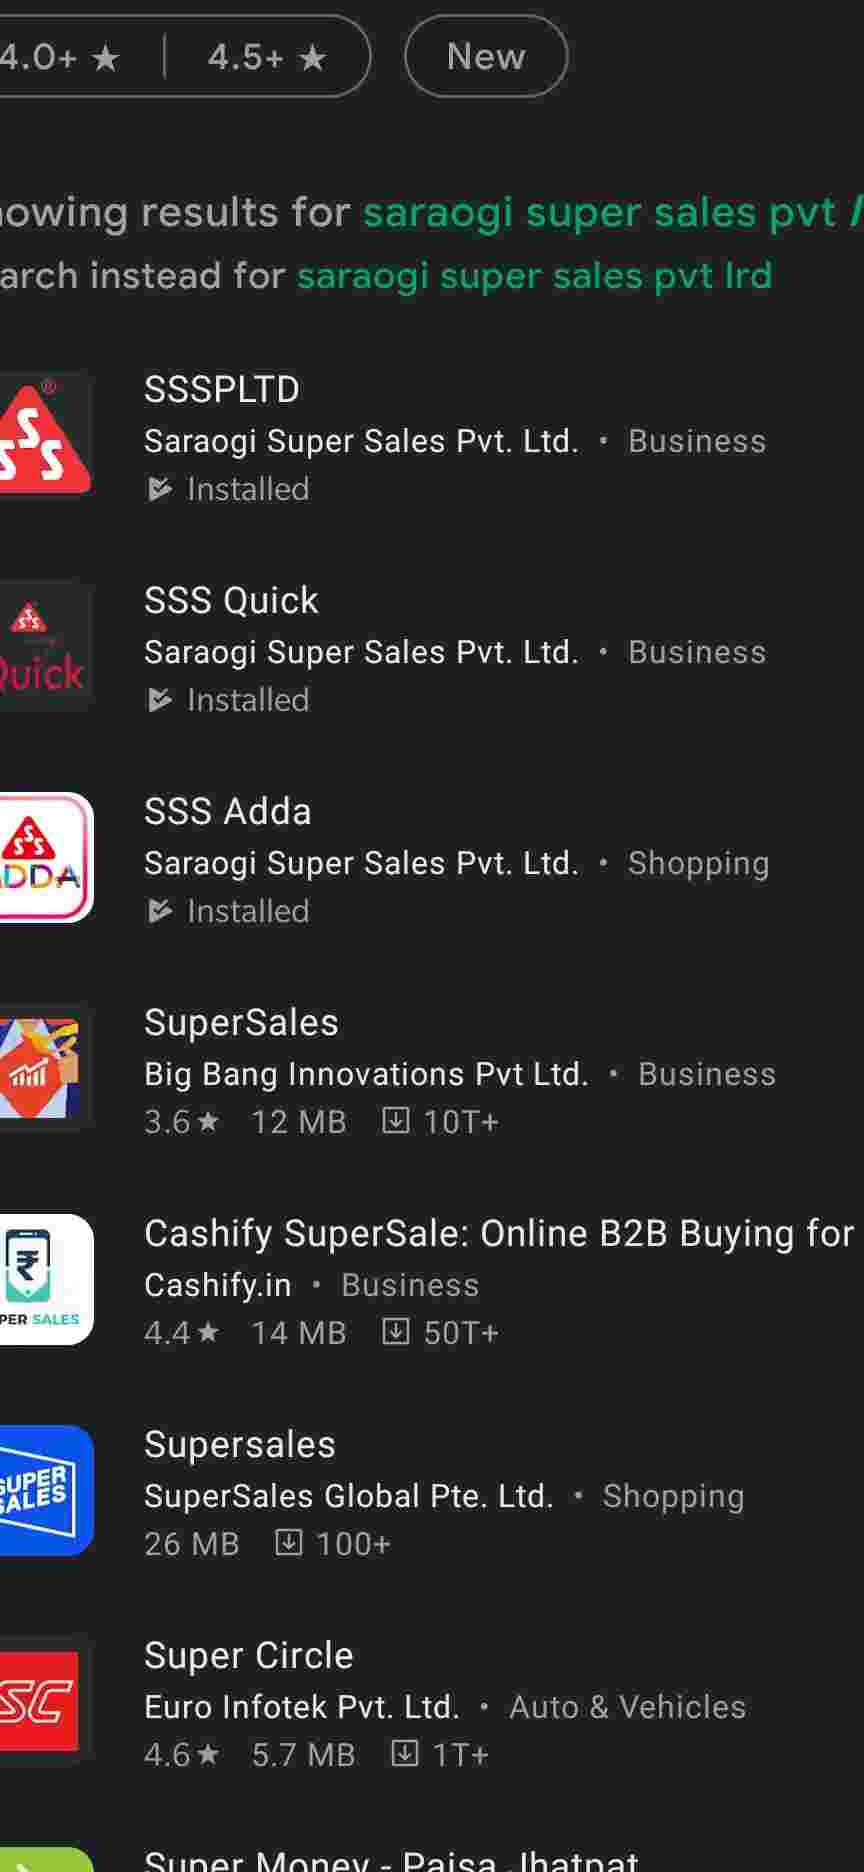 4.0+ ★ | 4.5+ ★ New
owing results for saraogi super sales pvt /
arch instead for saraogi super sales pvt lrd
SSSPLTD
®
SSS
Saraogi Super Sales Pvt. Ltd. • Business
Installed
SSS Quick
SSS
Quick
Saraogi Super Sales Pvt. Ltd. • Business
Installed
SSS Adda
SSS
ADDA
Saraogi Super Sales Pvt. Ltd. • Shopping
Installed
SuperSales
Big Bang Innovations Pvt Ltd. • Business
3.6★ 12 MB 10T+
Cashify SuperSale: Online B2B Buying for
₹
PER SALES
Cashify.in • Business
4.4★ 14 MB 50T+
Supersales
SUPER
SALES
SuperSales Global Pte. Ltd. • Shopping
26 MB 100+
Super Circle
SC
Euro Infotek Pvt. Ltd. • Auto & Vehicles
4.6★ 5.7 MB 1T+
Super Money - Paisa Jhatpat